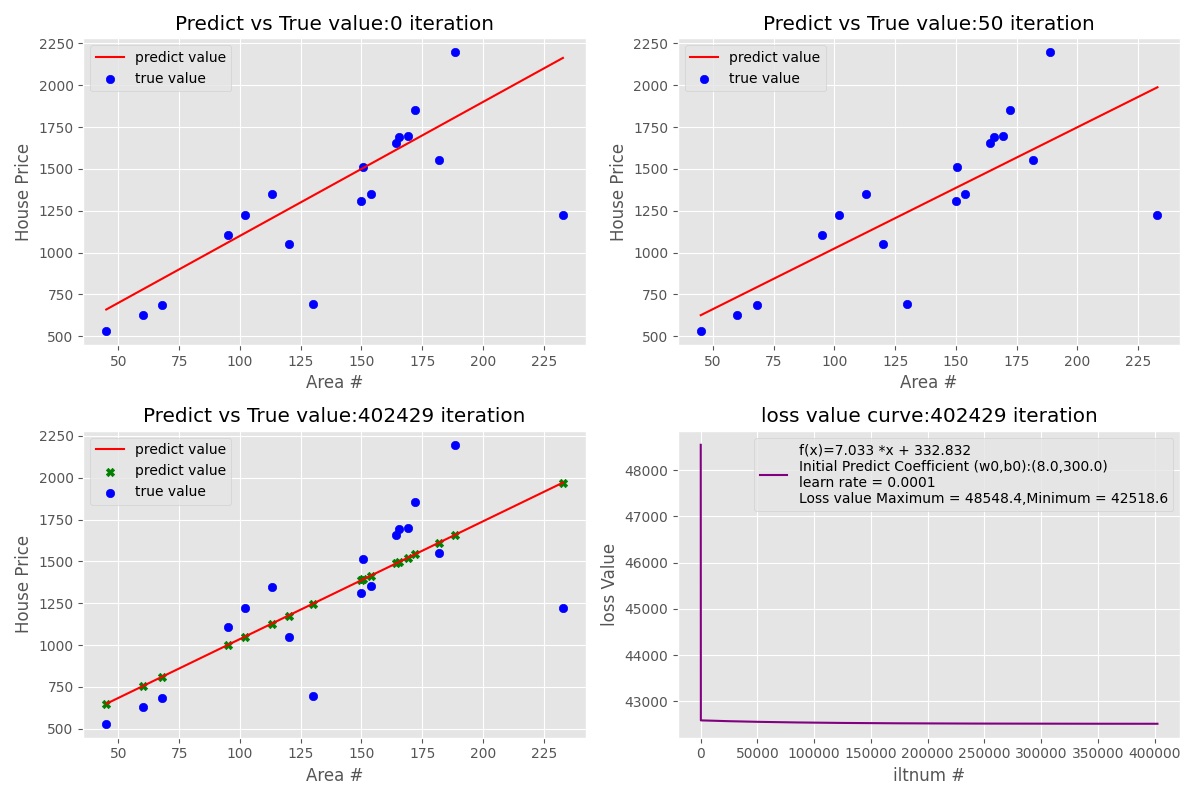 Predict vs True value:0 iteration
predict value
true value
House Price
2250
2000
1750
1500
1250
1000
750
500
50 75 100 125 150 175 200 225
Area #
Predict vs True value:50 iteration
predict value
true value
House Price
2250
2000
1750
1500
1250
1000
750
500
50 75 100 125 150 175 200 225
Area #
Predict vs True value:402429 iteration
predict value
predict value
true value
House Price
2250
2000
1750
1500
1250
1000
750
500
50 75 100 125 150 175 200 225
Area #
loss value curve:402429 iteration
f(x)=7.033 *x + 332.832
Initial Predict Coefficient (w0,b0):(8.0,300.0)
learn rate = 0.0001
Loss value Maximum = 48548.4,Minimum = 42518.6
loss Value
48000
47000
46000
45000
44000
43000
0 50000 100000 150000 200000 250000 300000 350000 400000
iltnum #